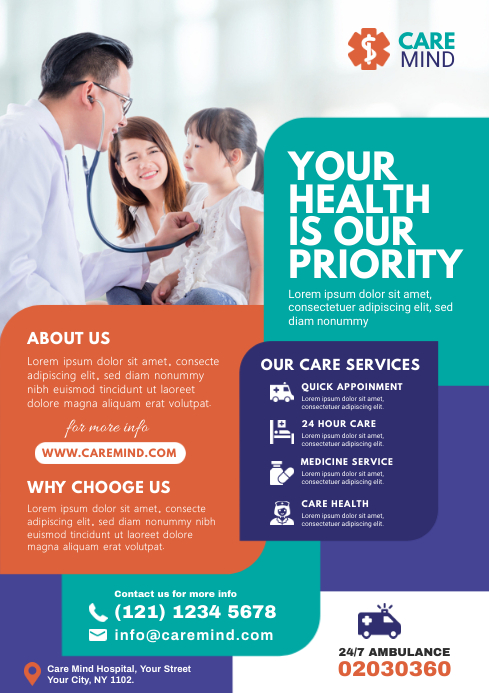 CARE
MIND
YOUR
HEALTH
IS OUR
PRIORITY
Lorem ipsum dolor sit amet,
consectetuer adipiscing elit, sed
diam nonummy
ABOUT US
Lorem ipsum dolor sit amet, consecte
adipiscing elit, sed diam nonummy
nibh euismod tincidunt ut laoreet
dolore magna aliquam erat volutpat.
for more info
WWW.CAREMIND.COM
WHY CHOOGE US
Lorem ipsum dolor sit amet, consecte
adipiscing elit, sed diam nonummy nibh
euismod tincidunt ut laoreet dolore
magna aliquam erat volutpat.
OUR CARE SERVICES
QUICK APPOINMENT
Lorem ipsum dolor sit amet,
consectetuer adipiscing elit.
24 HOUR CARE
Lorem ipsum dolor sit amet,
consectetuer adipiscing elit.
MEDICINE SERVICE
Lorem ipsum dolor sit amet,
consectetuer adipiscing elit.
CARE HEALTH
Lorem ipsum dolor sit amet,
consectetuer adipiscing elit.
Contact us for more info
(121) 1234 5678
info@caremind.com
Care Mind Hospital, Your Street
Your City, NY 1102.
24/7 AMBULANCE
02030360